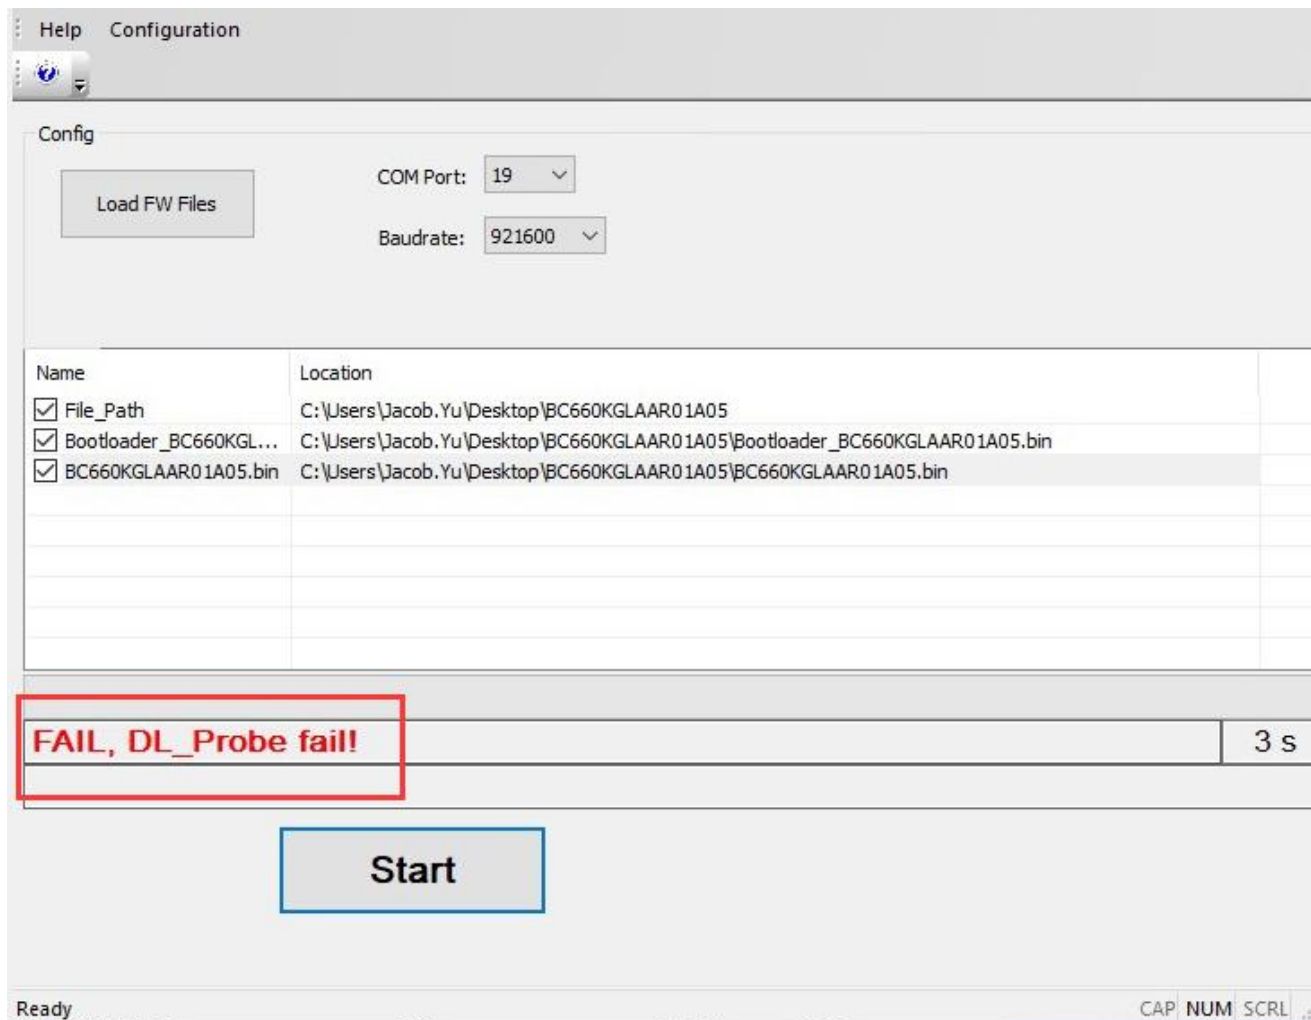 Help Configuration
Config
Load FW Files
COM Port: 19
Baudrate: 921600
Name Location
File_Path C:\Users\Jacob.Yu\Desktop\BC660KGLAAR01A05
Bootloader_BC660KGL... C:\Users\Jacob.Yu\Desktop\BC660KGLAAR01A05\Bootloader_BC660KGLAAR01A05.bin
BC660KGLAAR01A05.bin C:\Users\Jacob.Yu\Desktop\BC660KGLAAR01A05\BC660KGLAAR01A05.bin
FAIL, DL_Probe fail! 3 s
Start
Ready CAP NUM SCRL